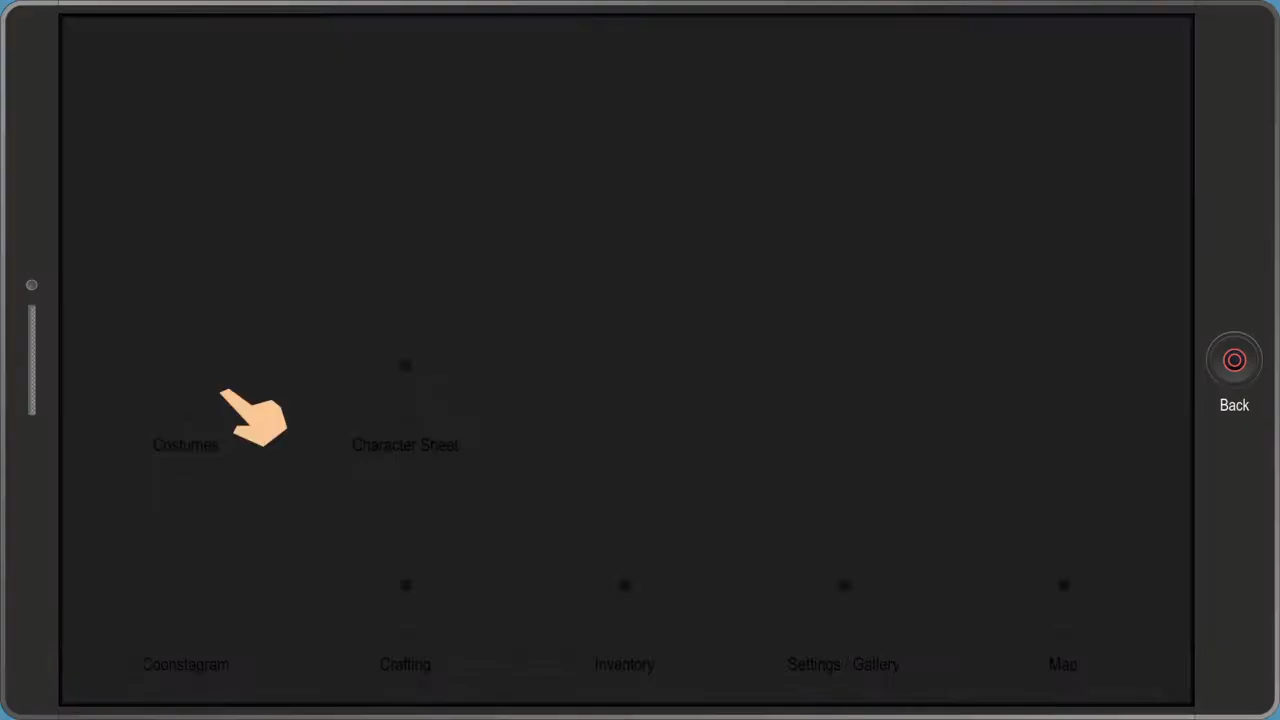 Back
Costumes
Character Sheet
Coonstagram
Crafting
Inventory
Settings / Gallery
Map